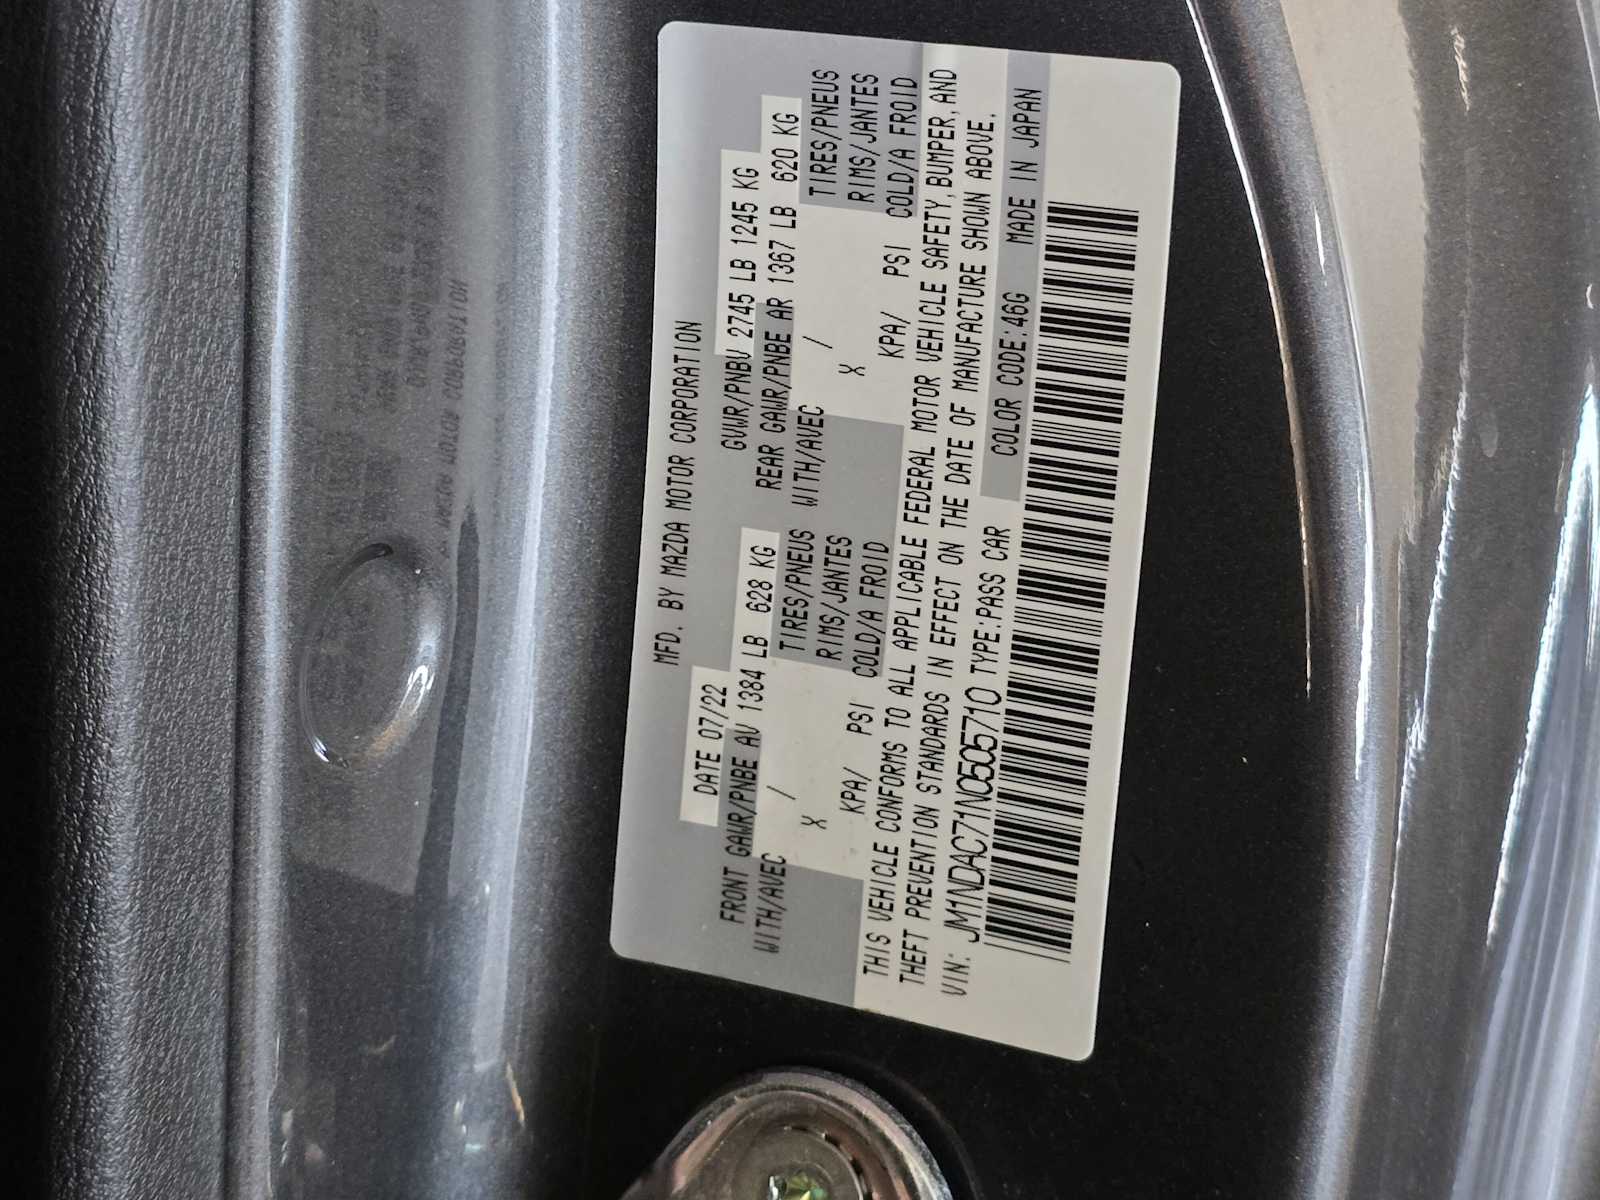 MFD. BY MAZDA MOTOR CORPORATION
DATE 07/22 GVWR/PNBV 2745 LB 1245 KG
FRONT GAWR/PNBE AV 1384 LB 628 KG REAR GAWR/PNBE AR 1367 LB 620 KG
WITH/AVEC / TIRES/PNEUS WITH/AVEC / TIRES/PNEUS
X RIMS/JANTES X RIMS/JANTES
KPA/ PSI COLD/A FROID KPA/ PSI COLD/A FROID
THIS VEHICLE CONFORMS TO ALL APPLICABLE FEDERAL MOTOR VEHICLE SAFETY, BUMPER, AND
THEFT PREVENTION STANDARDS IN EFFECT ON THE DATE OF MANUFACTURE SHOWN ABOVE.
VIN: JM1NDAC71N0505710 TYPE:PASS CAR COLOR CODE:46G MADE IN JAPAN